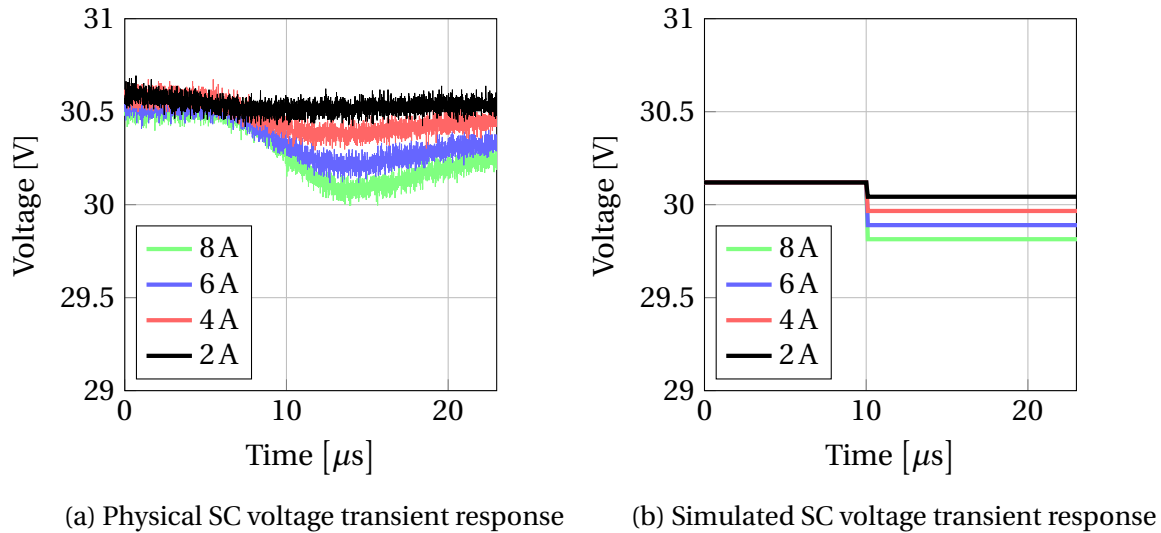 31
30.5
30
29.5
29
Voltage [V]
8 A
6 A
4 A
2 A
0
10
20
Time [μs]
(a) Physical SC voltage transient response
31
30.5
30
29.5
29
Voltage [V]
8 A
6 A
4 A
2 A
0
10
20
Time [μs]
(b) Simulated SC voltage transient response